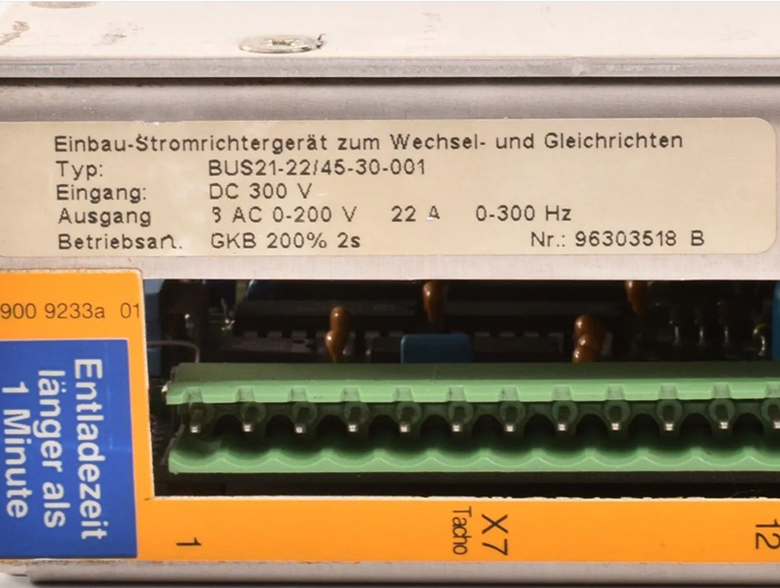 Einbau-Stromrichtergerät zum Wechsel- und Gleichrichten
Typ: BUS21-22/45-30-001
Eingang: DC 300 V
Ausgang 3 AC 0-200 V 22 A 0-300 Hz
Betriebsart. GKB 200% 2s Nr.: 96303518 B
900 9233a 01
Entladezeit
länger als
1 Minute
1
X7
Tacho
12